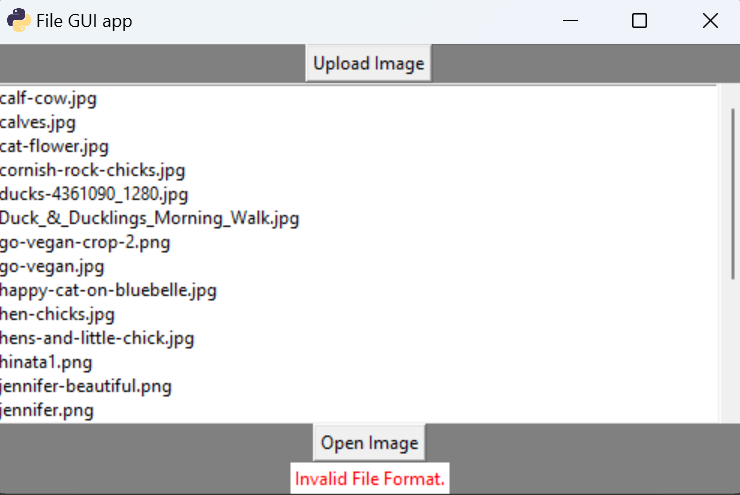 File GUI app
Upload Image
calf-cow.jpg
calves.jpg
cat-flower.jpg
cornish-rock-chicks.jpg
ducks-4361090_1280.jpg
Duck_&_Ducklings_Morning_Walk.jpg
go-vegan-crop-2.png
go-vegan.jpg
happy-cat-on-bluebelle.jpg
hen-chicks.jpg
hens-and-little-chick.jpg
hinata1.png
jennifer-beautiful.png
jennifer.png
Open Image
Invalid File Format.